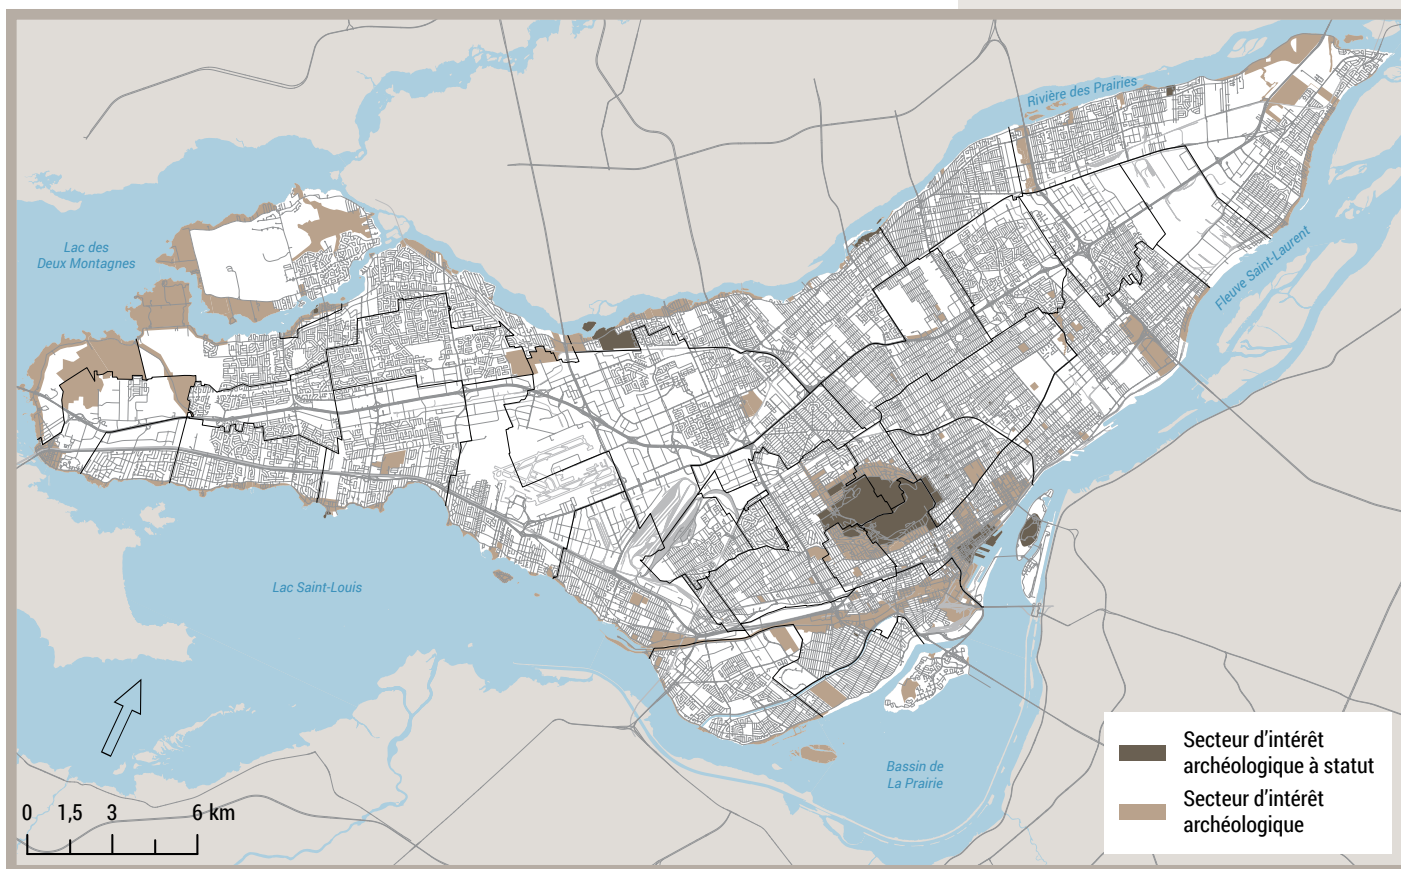 Rivière des Prairies
Lac des
Deux Montagnes
Fleuve Saint-Laurent
Lac Saint-Louis
Bassin de
La Prairie
0 1,5 3 6 km
Secteur d'intérêt
archéologique à statut
Secteur d'intérêt
archéologique